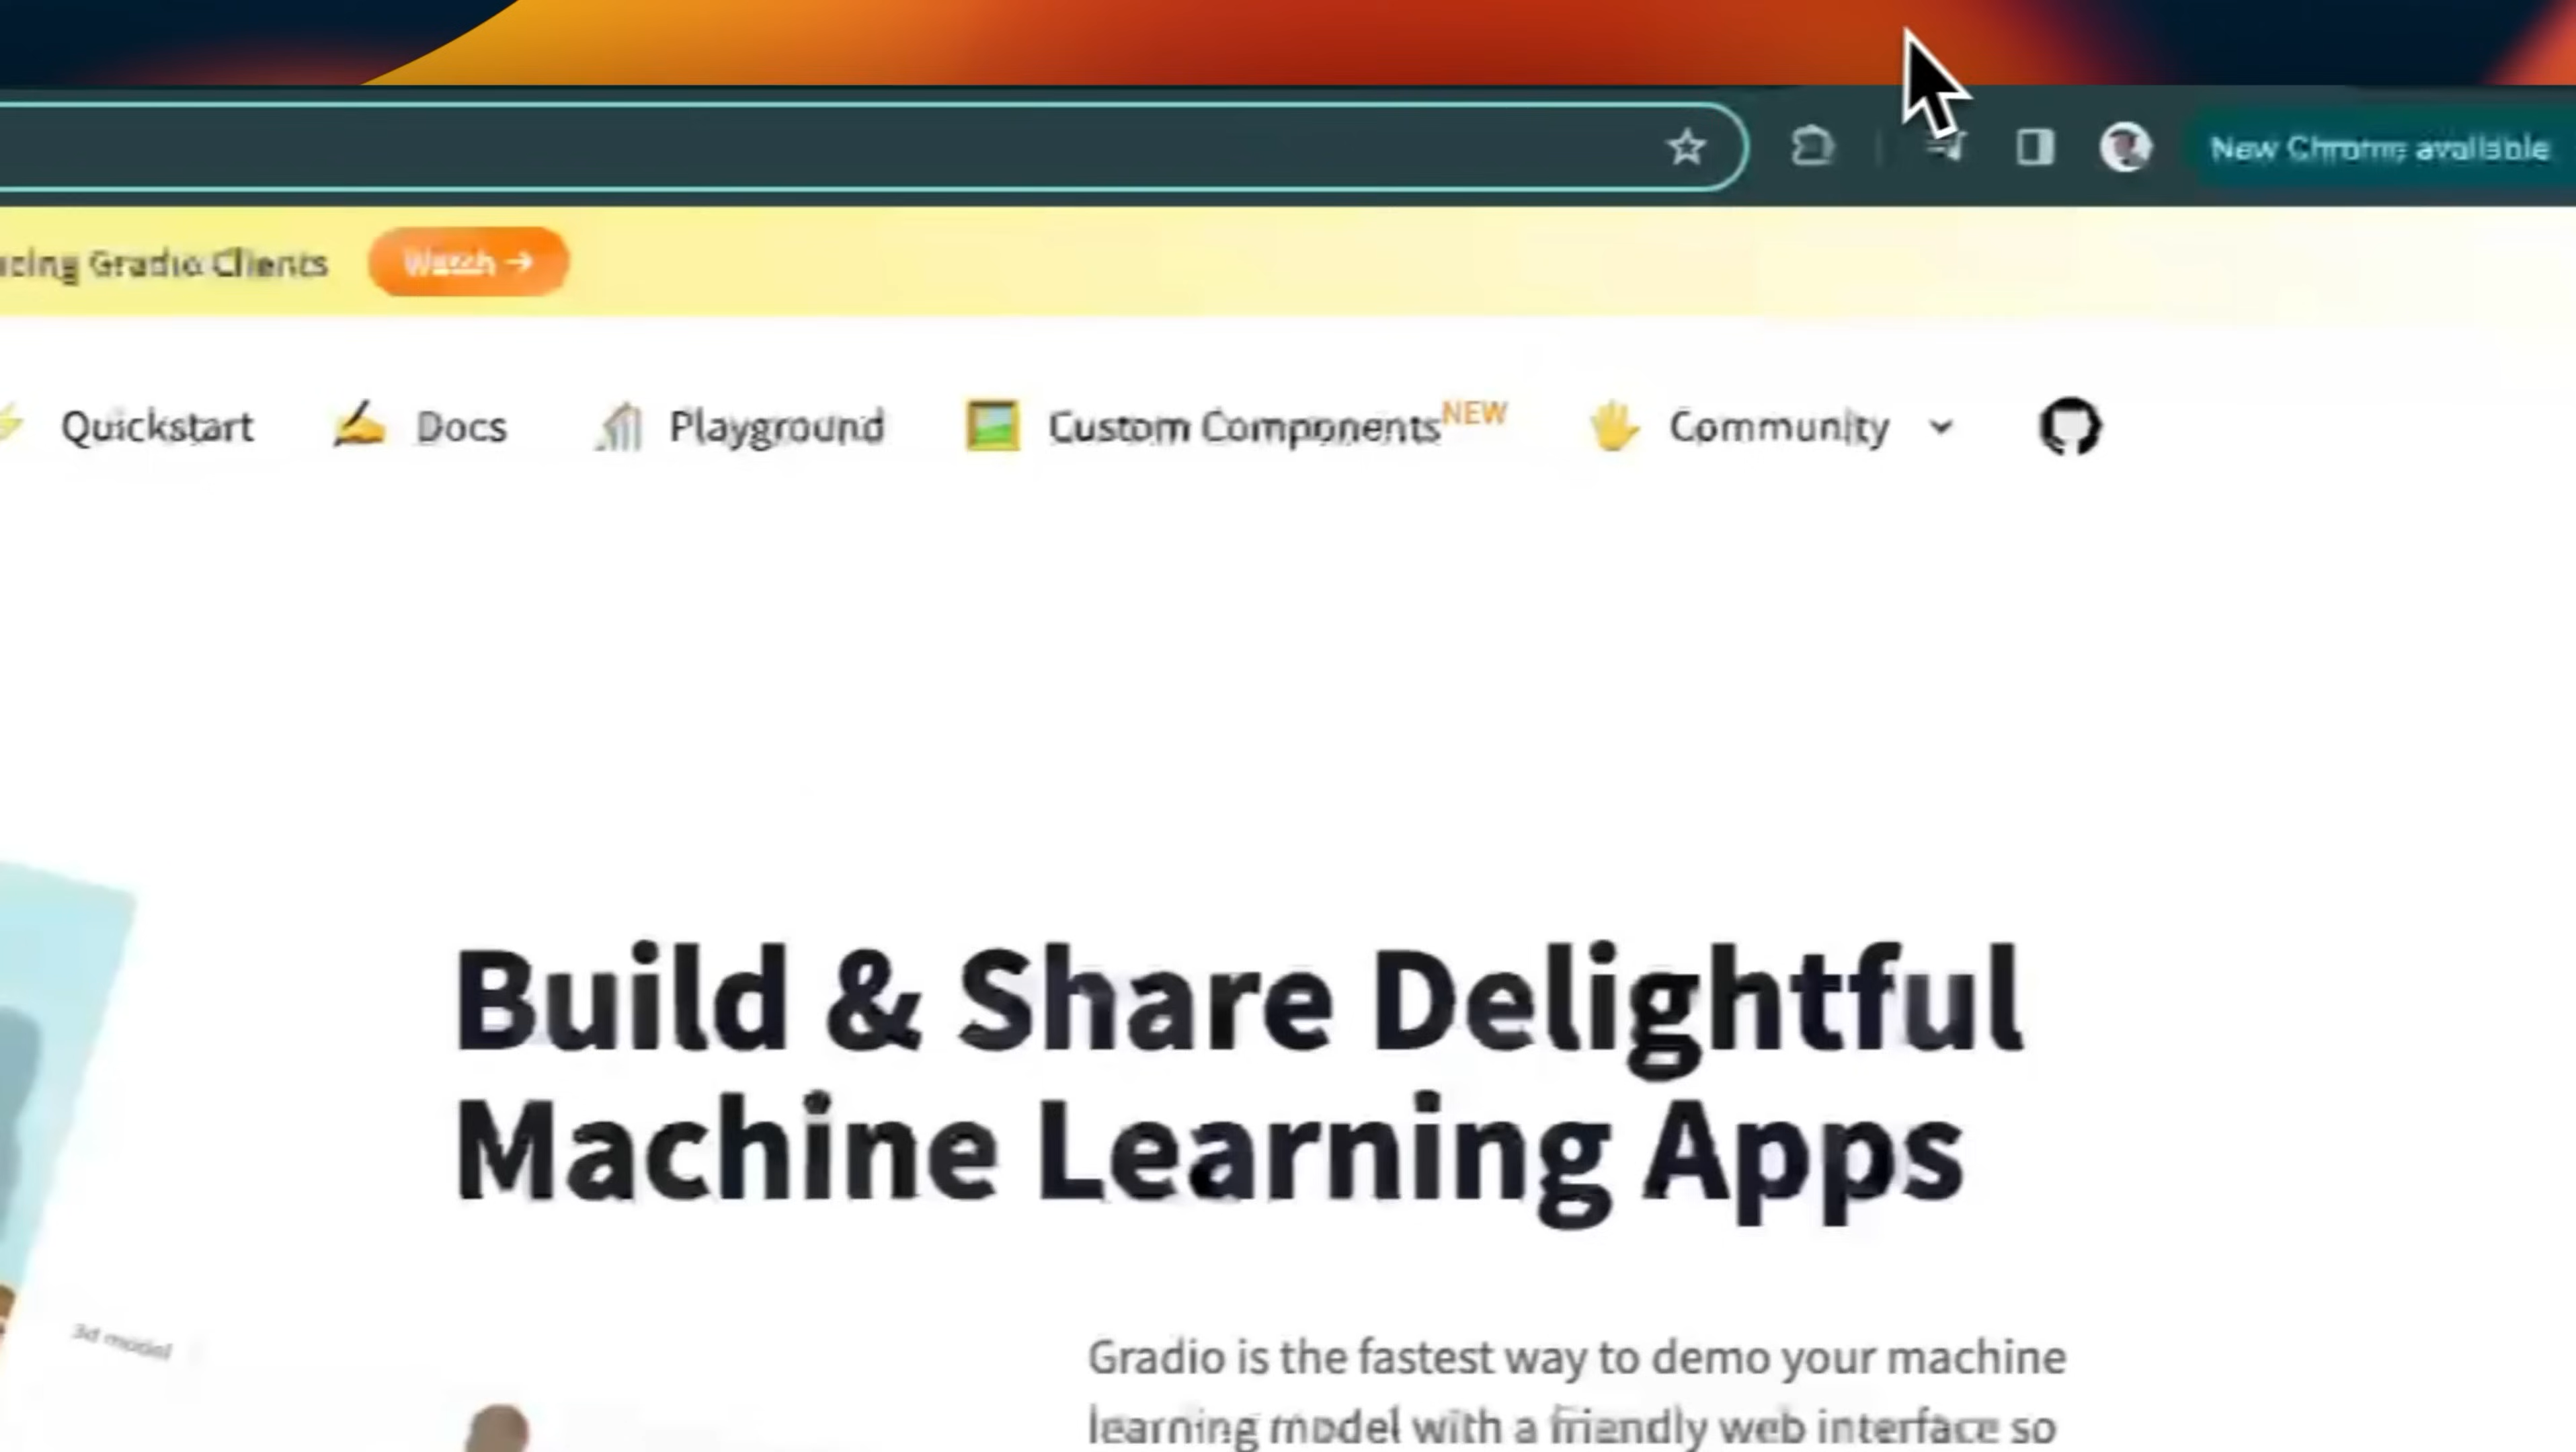 New Chrome available
Gradio Clients
Watch →
Quickstart
Docs
Playground
Custom Components NEW
Community
Build & Share Delightful
Machine Learning Apps
3d model
Gradio is the fastest way to demo your machine
learning model with a friendly web interface so